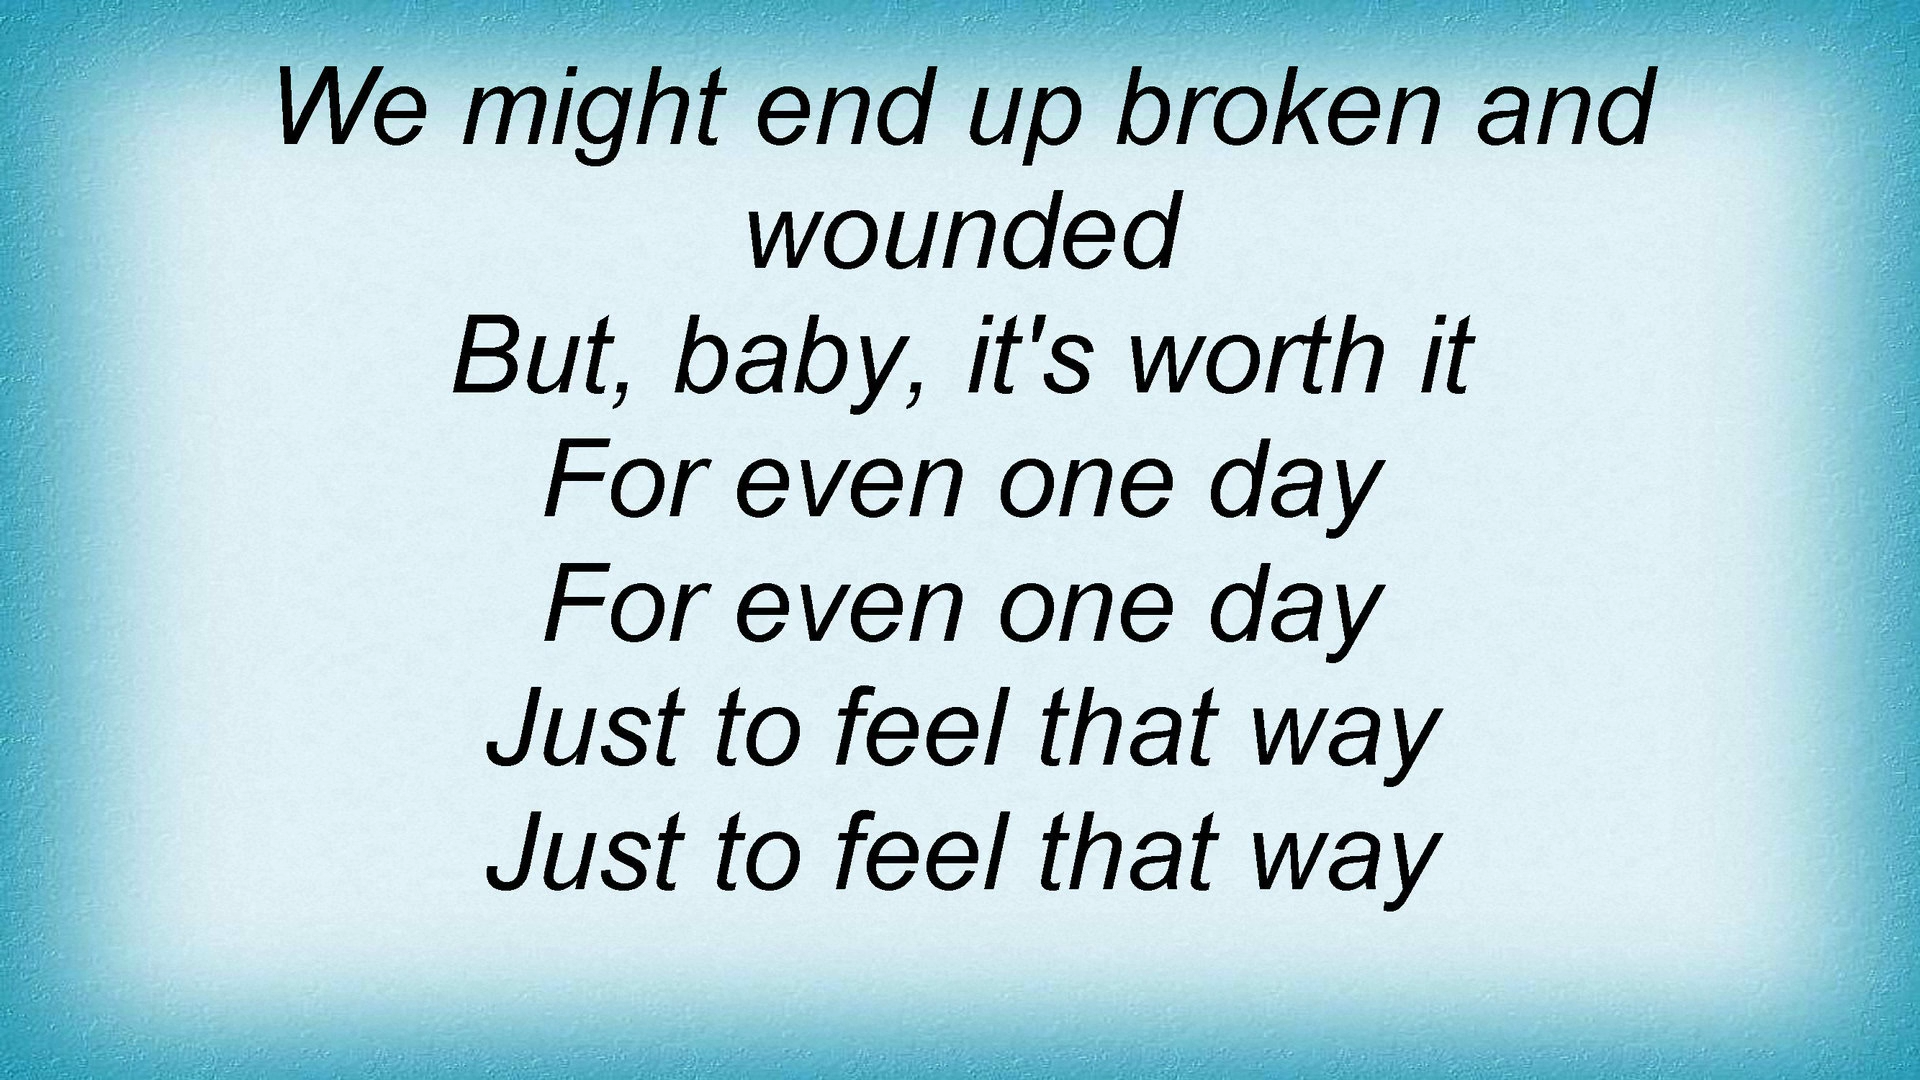 We might end up broken and
wounded
But, baby, it's worth it
For even one day
For even one day
Just to feel that way
Just to feel that way